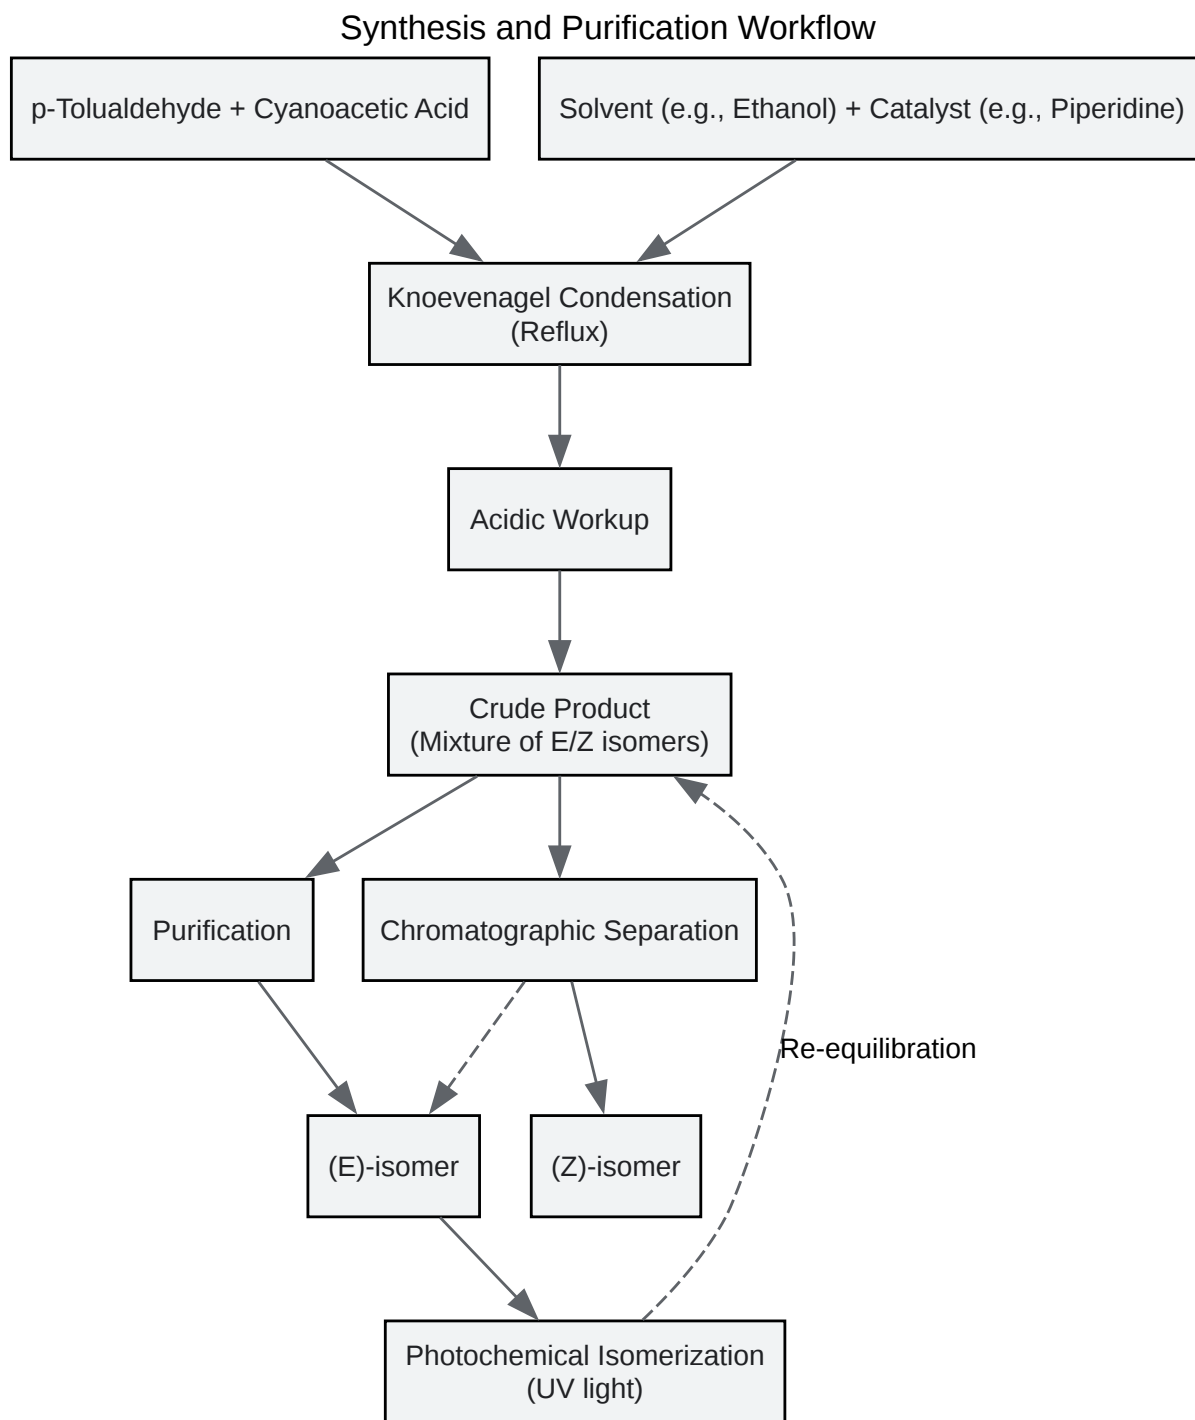 Synthesis and Purification Workflow
p-Tolualdehyde + Cyanoacetic Acid
Solvent (e.g., Ethanol) + Catalyst (e.g., Piperidine)
Knoevenagel Condensation
(Reflux)
Acidic Workup
Crude Product
(Mixture of E/Z isomers)
Purification
Chromatographic Separation
Re-equilibration
(E)-isomer
(Z)-isomer
Photochemical Isomerization
(UV light)